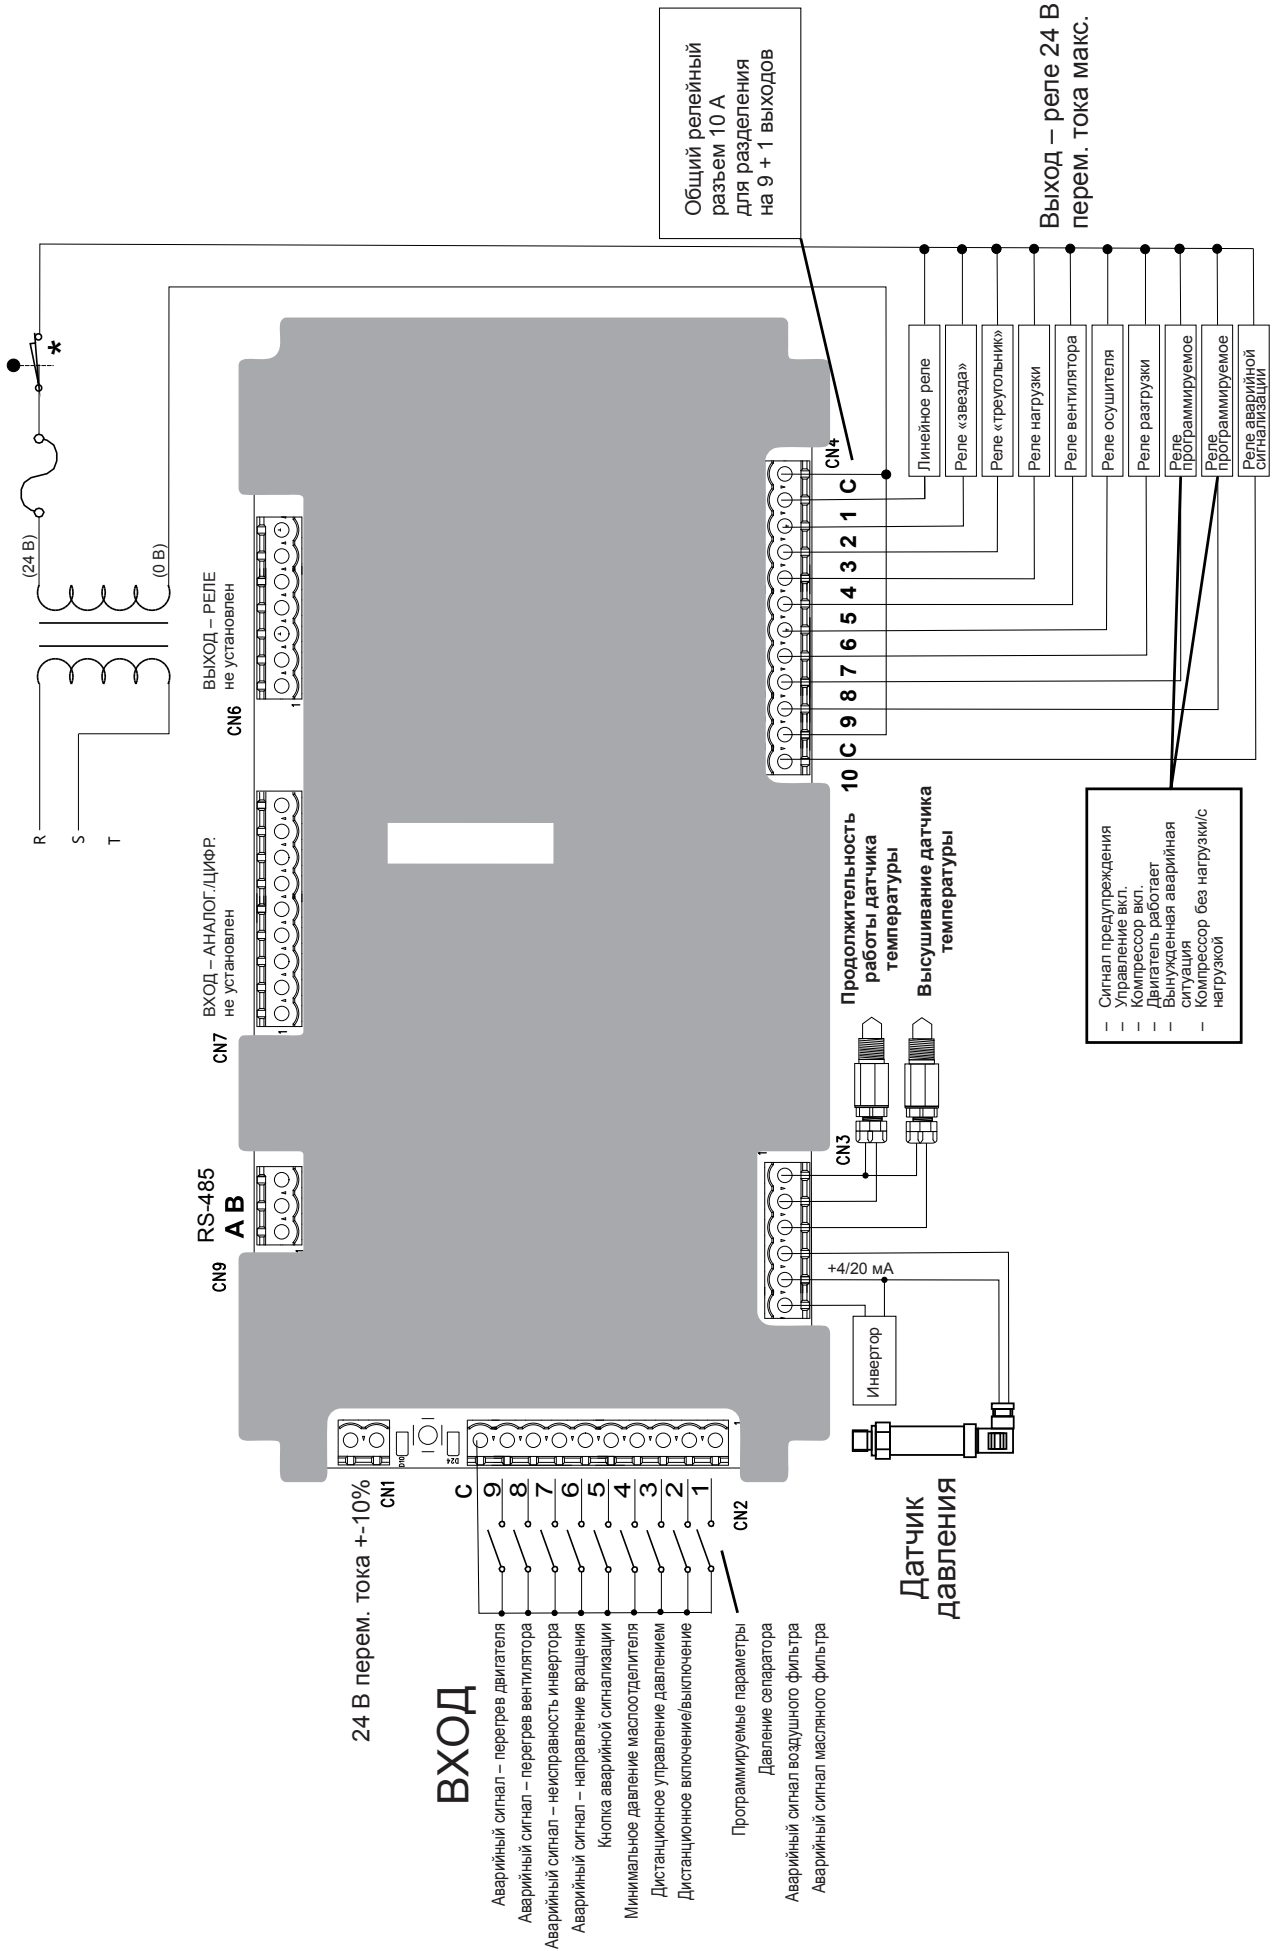 24 В перем. тока +-10%
CN1
D10
D24
ВХОД
C
9
8
7
6
5
4
3
2
1
CN2
Аварийный сигнал – перегрев двигателя
Аварийный сигнал – перегрев вентилятора
Аварийный сигнал – неисправность инвертора
Аварийный сигнал – направление вращения
Кнопка аварийной сигнализации
Минимальное давление маслоотделителя
Дистанционное управление давлением
Дистанционное включение/выключение
Программируемые параметры
Давление сепаратора
Аварийный сигнал воздушного фильтра
Аварийный сигнал масляного фильтра
1
RS-485
A B
CN9
1
ВХОД – АНАЛОГ./ЦИФР.
не установлен
CN7
1
ВЫХОД – РЕЛЕ
не установлен
CN6
1
R
S
T
(24 В)
(0 В)
*
Общий релейный
разъем 10 А
для разделения
на 9 + 1 выходов
Выход – реле 24 В
перем. тока макс.
CN4
10 C 9 8 7 6 5 4 3 2 1 C
Линейное реле
Реле «звезда»
Реле «треугольник»
Реле нагрузки
Реле вентилятора
Реле осушителя
Реле разгрузки
Реле
программируемое
Реле
программируемое
Реле аварийной
сигнализации
– Сигнал предупреждения
– Управление вкл.
– Компрессор вкл.
– Двигатель работает
– Вынужденная аварийная
ситуация
– Компрессор без нагрузки/с
нагрузкой
Продолжительность
работы датчика
температуры
Высушивание датчика
температуры
CN3
1
+4/20 мА
Инвертор
Датчик
давления